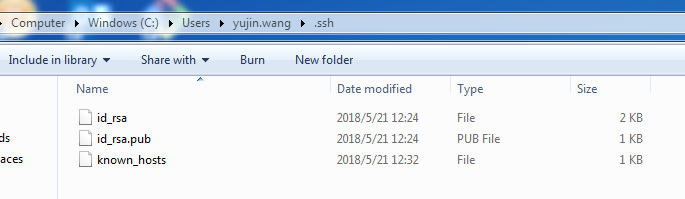 Computer Windows (C:) Users yujin.wang .ssh
Include in library Share with Burn New folder
Name Date modified Type Size
id_rsa 2018/5/21 12:24 File 2 KB
ds id_rsa.pub 2018/5/21 12:24 PUB File 1 KB
aces known_hosts 2018/5/21 12:32 File 1 KB